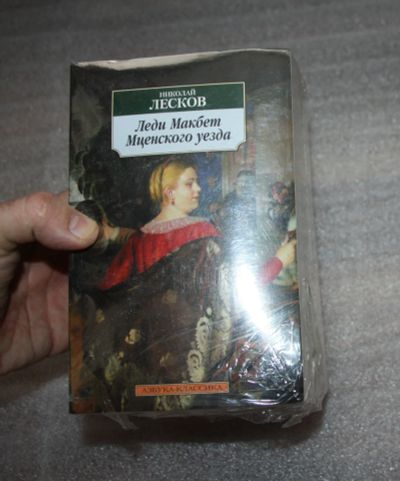 НИКОЛАЙ
ЛЕСКОВ
Леди Макбет
Мценского уезда
АЗБУКА-КЛАССИКА